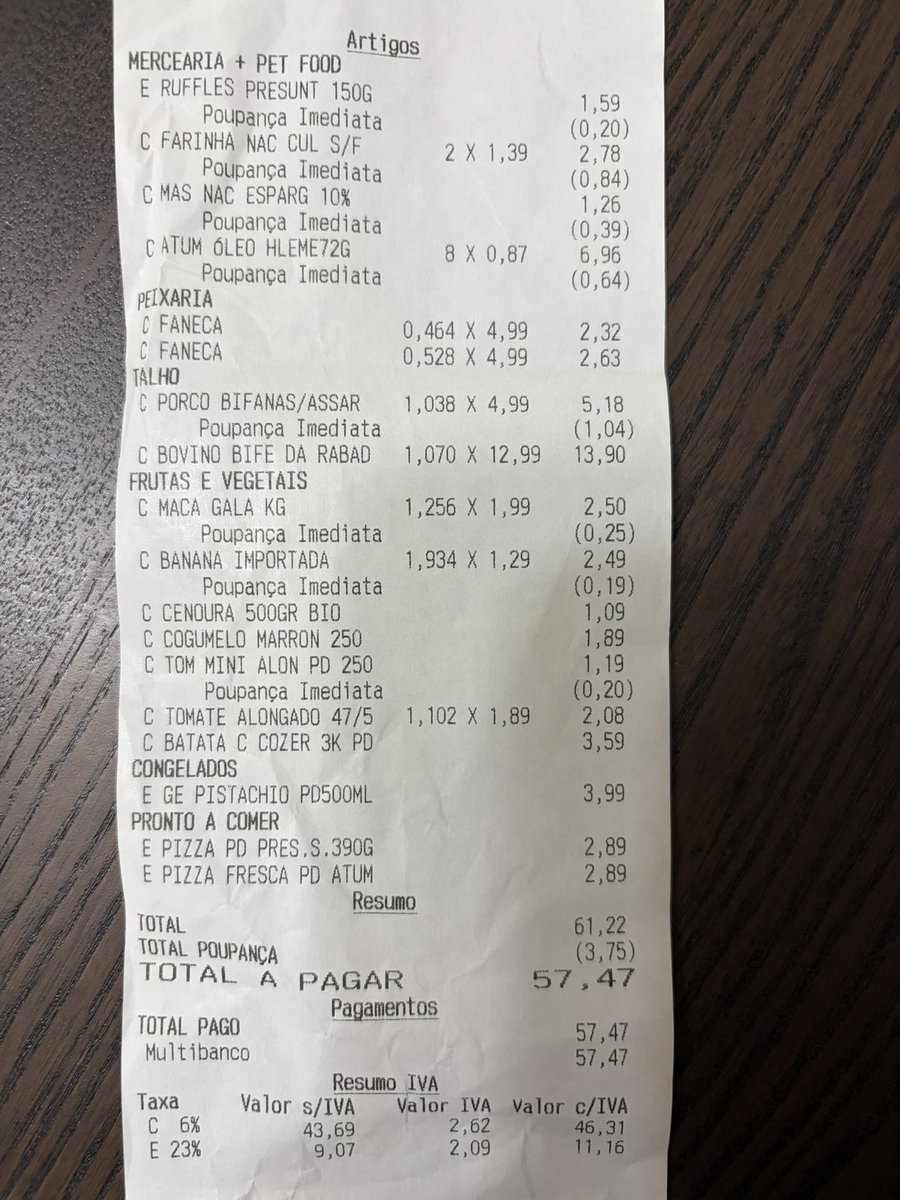 Artigos
MERCEARIA + PET FOOD
E RUFFLES PRESUNT 150G 1,59
Poupança Imediata (0,20)
C FARINHA NAC CUL S/F 2 X 1,39 2,78
Poupança Imediata (0,84)
C MAS NAC ESPARG 10% 1,26
Poupança Imediata (0,39)
C ATUM ÓLEO HLEME72G 8 X 0,87 6,96
Poupança Imediata (0,64)
PEIXARIA
C FANECA 0,464 X 4,99 2,32
C FANECA 0,528 X 4,99 2,63
TALHO
C PORCO BIFANAS/ASSAR 1,038 X 4,99 5,18
Poupança Imediata (1,04)
C BOVINO BIFE DA RABAD 1,070 X 12,99 13,90
FRUTAS E VEGETAIS
C MACA GALA KG 1,256 X 1,99 2,50
Poupança Imediata (0,25)
C BANANA IMPORTADA 1,934 X 1,29 2,49
Poupança Imediata (0,19)
C CENOURA 500GR BIO 1,09
C COGUMELO MARRON 250 1,89
C TOM MINI ALON PD 250 1,19
Poupança Imediata (0,20)
C TOMATE ALONGADO 47/5 1,102 X 1,89 2,08
C BATATA C COZER 3K PD 3,59
CONGELADOS
E GE PISTACHIO PD500ML 3,99
PRONTO A COMER
E PIZZA PD PRES.S.390G 2,89
E PIZZA FRESCA PD ATUM 2,89
Resumo
TOTAL 61,22
TOTAL POUPANÇA (3,75)
TOTAL A PAGAR 57,47
Pagamentos
TOTAL PAGO 57,47
Multibanco 57,47
Resumo IVA
Taxa Valor s/IVA Valor IVA Valor c/IVA
C 6% 43,69 2,62 46,31
E 23% 9,07 2,09 11,16